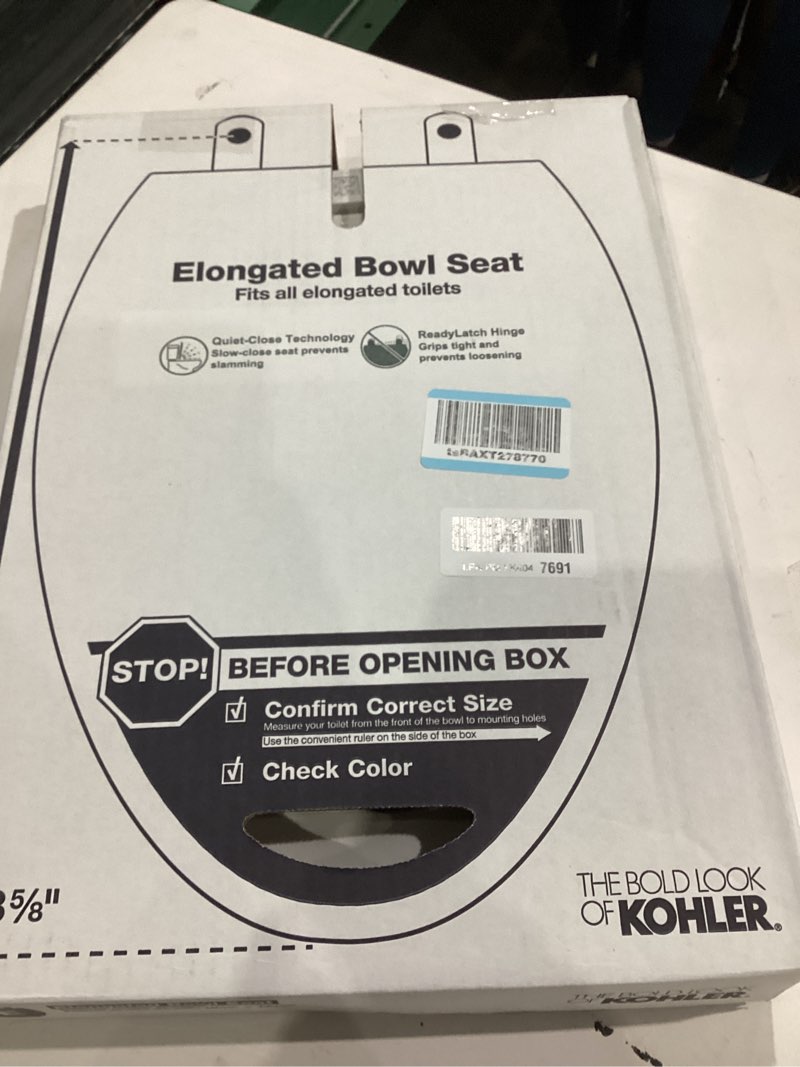 Elongated Bowl Seat
Fits all elongated toilets
Quiet-Close Technology
Slow-close seat prevents
slamming
ReadyLatch Hinge
Grips tight and
prevents loosening
7691
STOP! BEFORE OPENING BOX
Confirm Correct Size
Measure your toilet from the front of the bowl to mounting holes
Use the convenient ruler on the side of the box
Check Color
5/8"
THE BOLD LOOK
OF KOHLER®